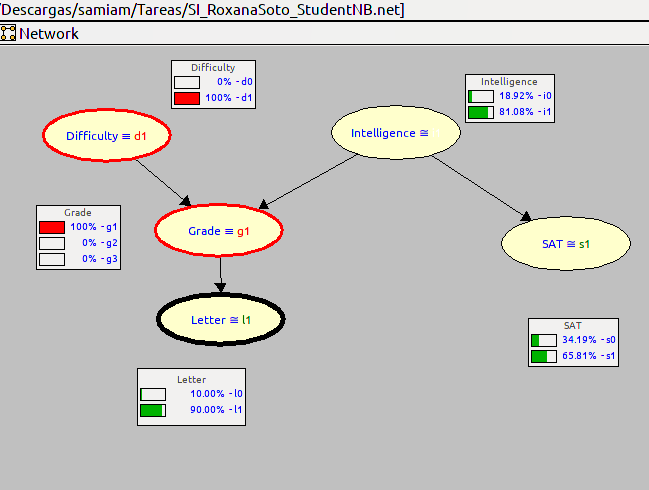 /Descargas/samiam/Tareas/SI_RoxanaSoto_StudentNB.net]
Network
Difficulty
0% - d0
100% - d1
Intelligence
18.92% - i0
81.08% - i1
Difficulty ≡ d1
Intelligence ≅
Grade
100% - g1
0% - g2
0% - g3
Grade ≡ g1
SAT ≅ s1
Letter ≅ l1
SAT
34.19% - s0
65.81% - s1
Letter
10.00% - l0
90.00% - l1